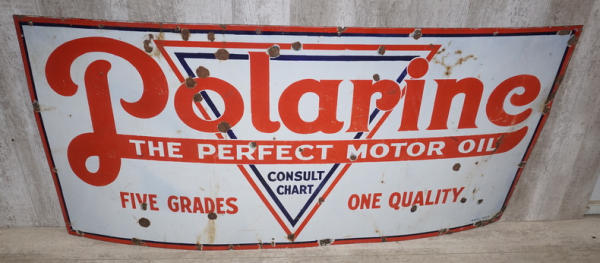 Polarine
THE PERFECT MOTOR OIL
CONSULT
CHART
FIVE GRADES
ONE QUALITY